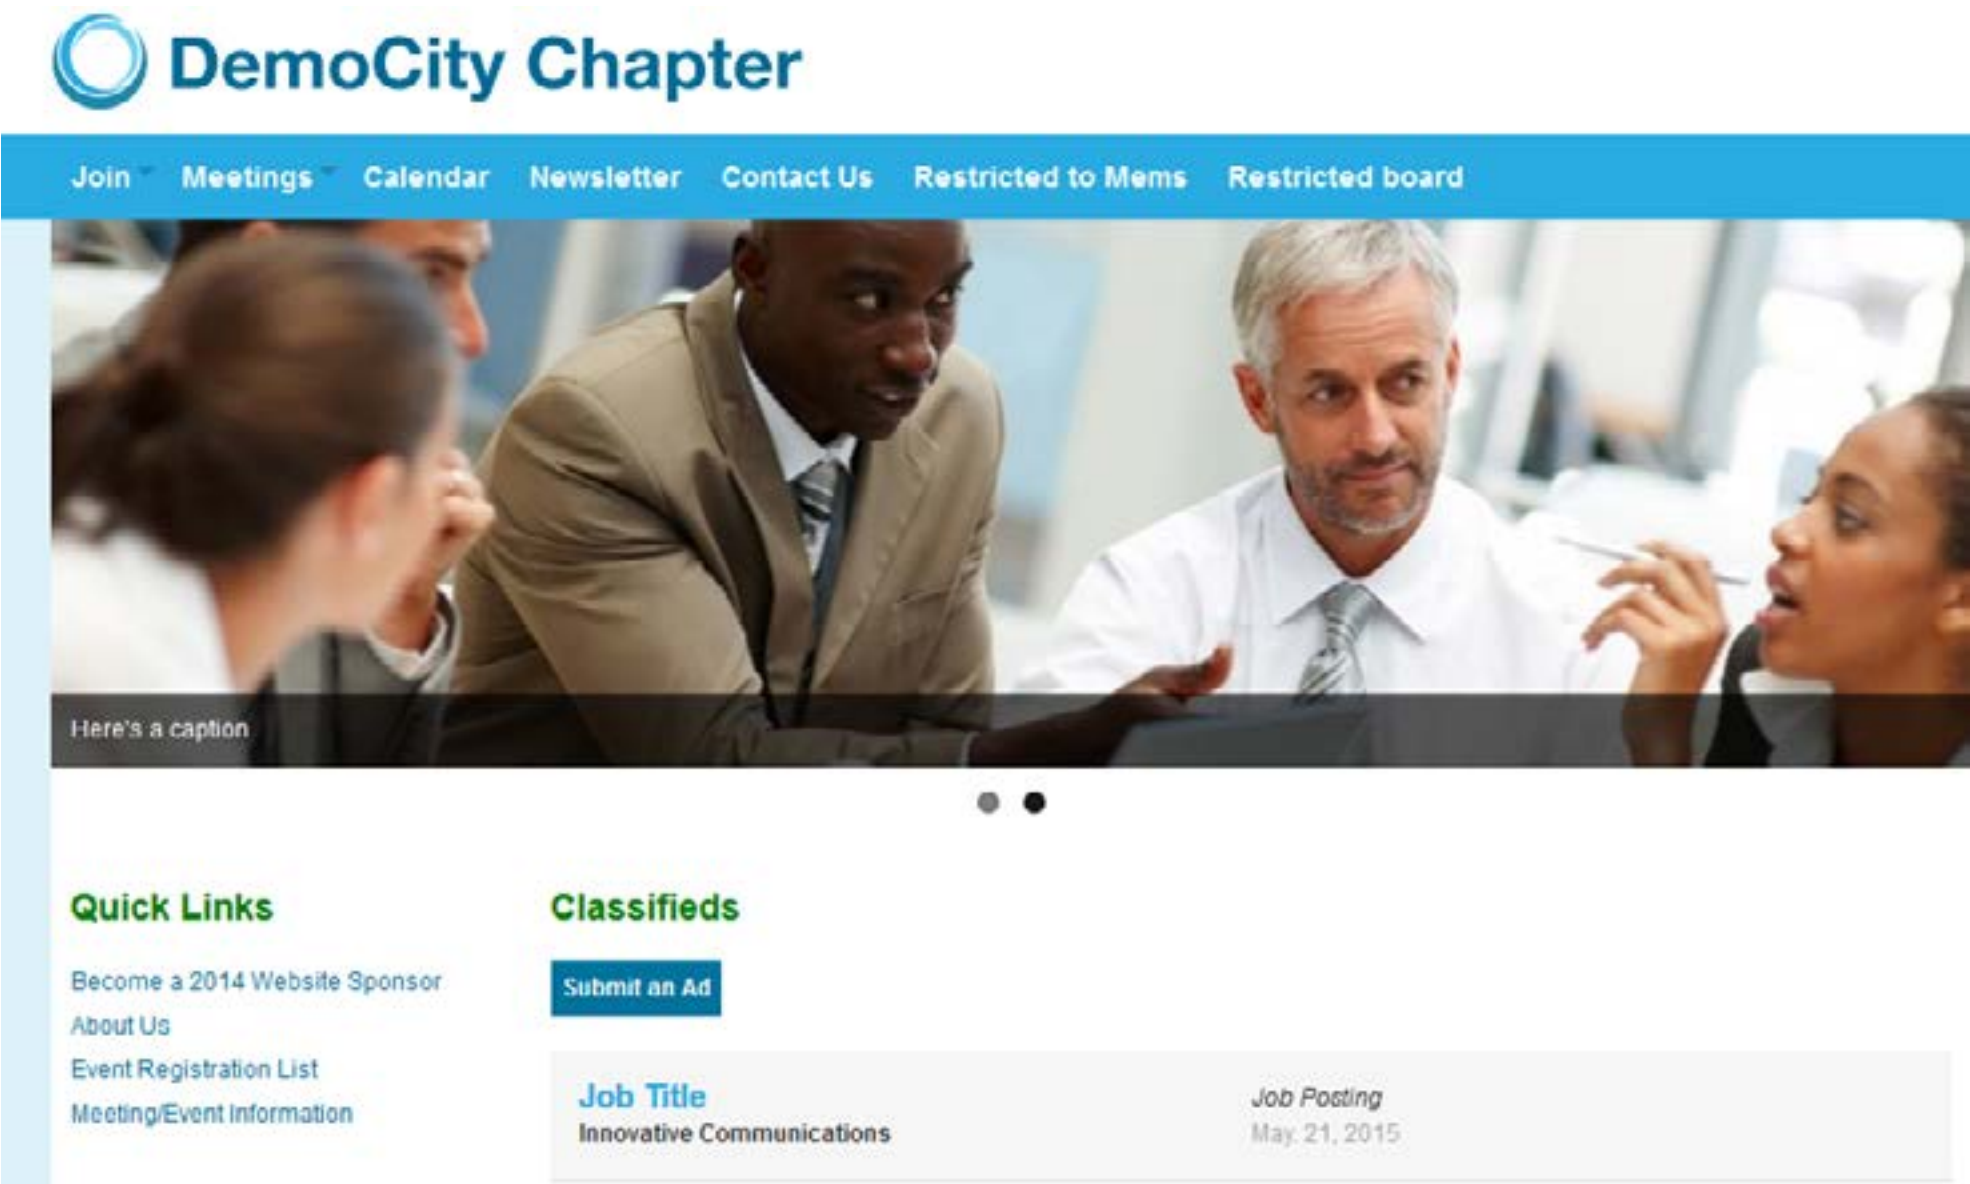 DemoCity Chapter
Join Meetings Calendar Newsletter Contact Us Restricted to Mems Restricted board
Here's a caption
Quick Links
Become a 2014 Website Sponsor
About Us
Event Registration List
Meeting/Event Information
Classifieds
Submit an Ad
Job Title
Innovative Communications
Job Posting
May. 21, 2015